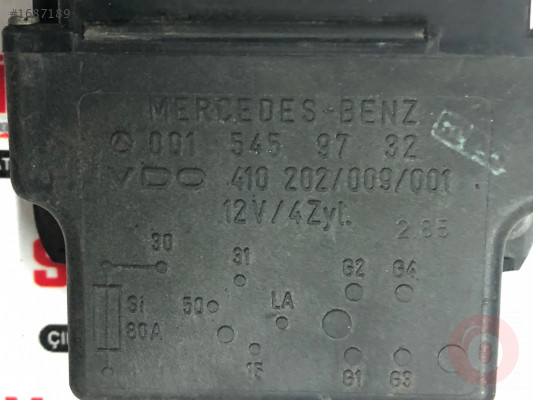 #1687189
MERCEDES-BENZ
001 545 97 32
VDO 410 202/009/001
12V/4Zyl.
2.85
30
31
G2 G4
Si
80A
50
LA
15
G1 G3